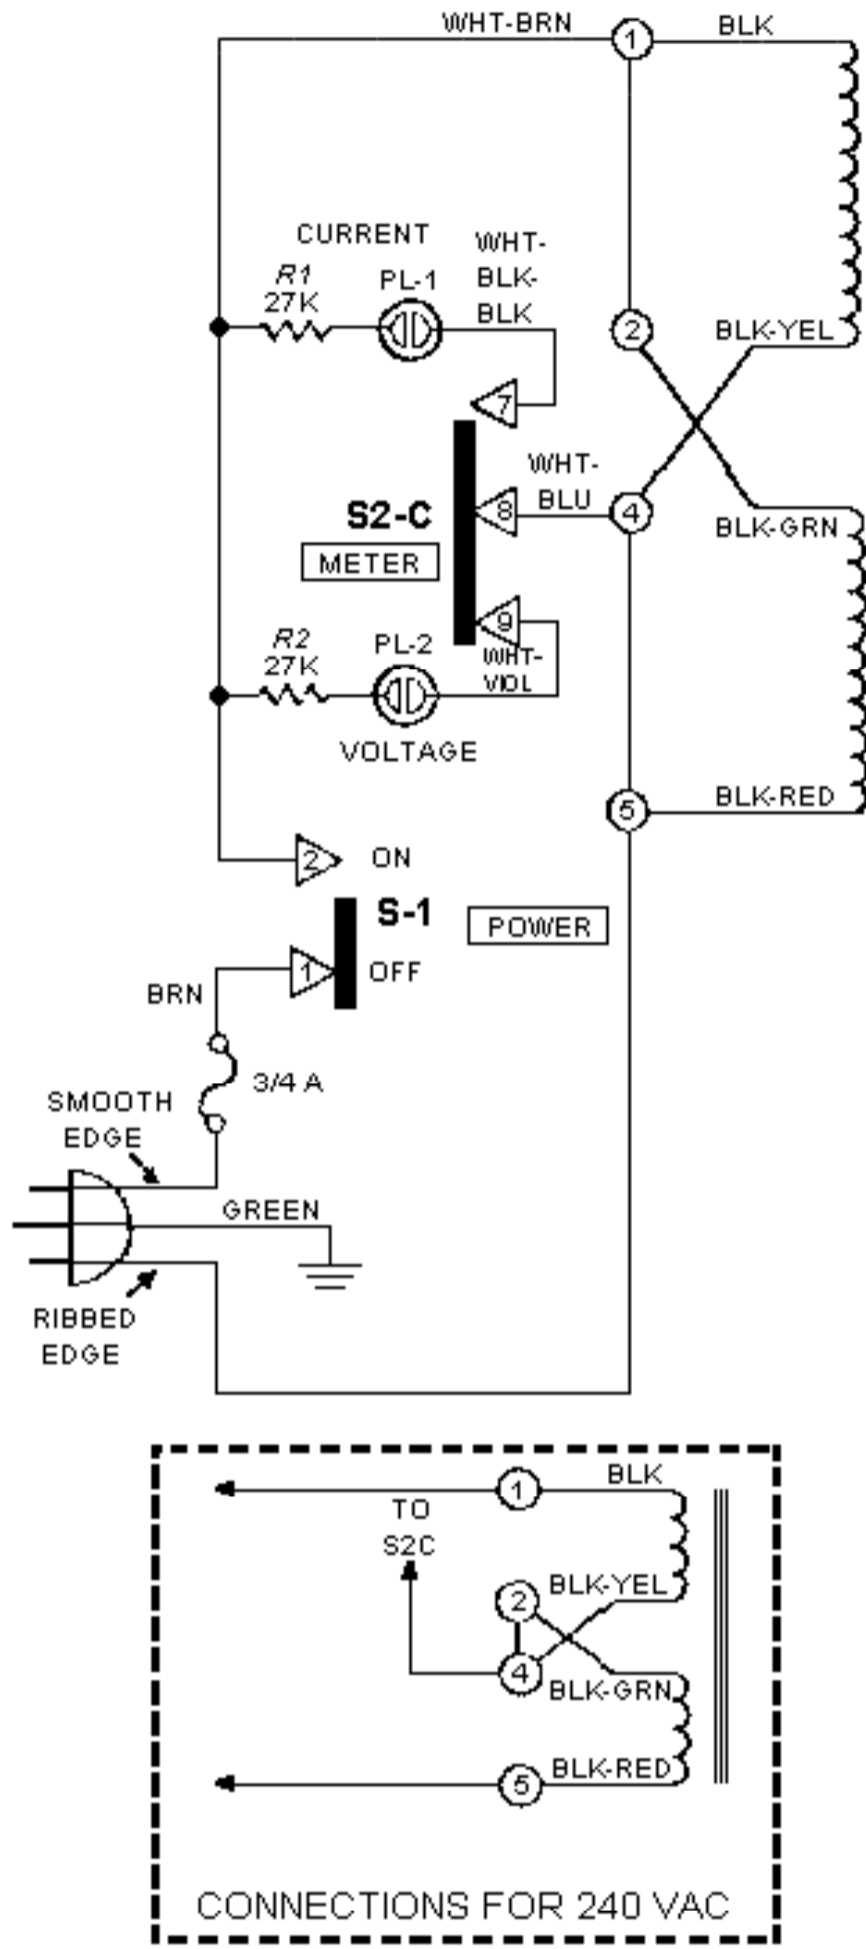 WHT-BRN
1
BLK
CURRENT
WHT-
BLK-
BLK
R1
27K
PL-1
2
BLK-YEL
7
WHT-
BLU
S2-C
8
4
BLK-GRN
METER
9
R2
27K
PL-2
WHT-
VIOL
VOLTAGE
BLK-RED
5
2
ON
S-1
POWER
1
OFF
BRN
3/4 A
SMOOTH
EDGE
GREEN
RIBBED
EDGE
1
BLK
TO
S2C
2
BLK-YEL
4
BLK-GRN
5
BLK-RED
CONNECTIONS FOR 240 VAC